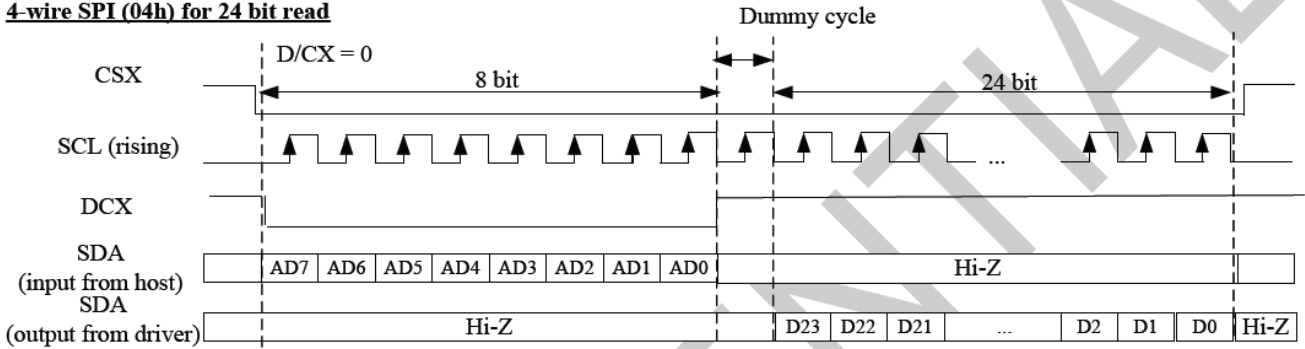 4-wire SPI (04h) for 24 bit read
Dummy cycle
D/CX = 0
CSX
8 bit
24 bit
SCL (rising)
...
DCX
SDA
(input from host)
AD7 AD6 AD5 AD4 AD3 AD2 AD1 AD0 Hi-Z
SDA
(output from driver)
Hi-Z D23 D22 D21 ... D2 D1 D0 Hi-Z